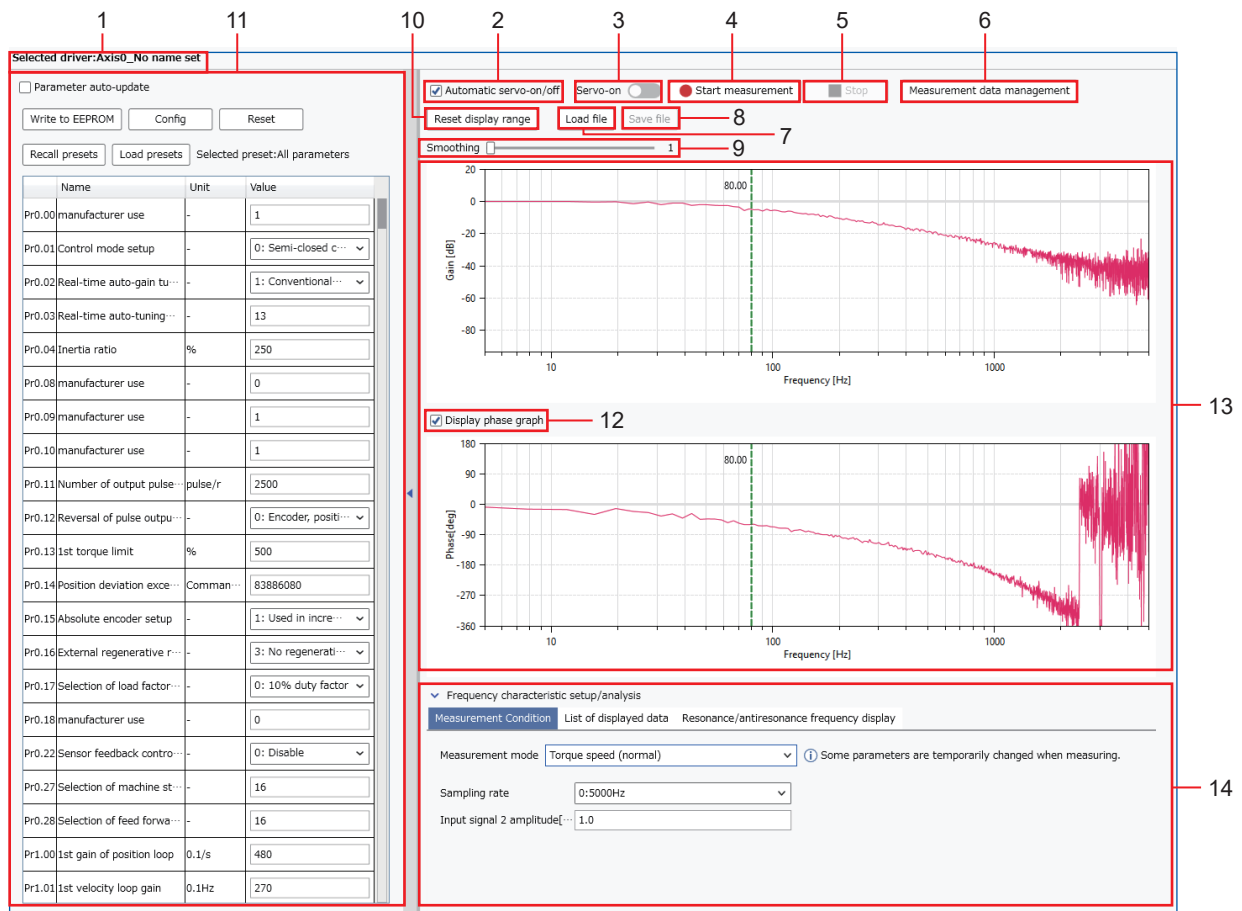 1 11 10 2 3 4 5 6
Selected driver:Axis0_No name set
Parameter auto-update
Write to EEPROM Config Reset
Recall presets Load presets Selected preset:All parameters
Name Unit Value
Pr0.00 manufacturer use - 1
Pr0.01 Control mode setup - 0: Semi-closed c···
Pr0.02 Real-time auto-gain tu··· - 1: Conventional···
Pr0.03 Real-time auto-tuning··· - 13
Pr0.04 Inertia ratio % 250
Pr0.08 manufacturer use - 0
Pr0.09 manufacturer use - 1
Pr0.10 manufacturer use - 1
Pr0.11 Number of output pulse··· pulse/r 2500
Pr0.12 Reversal of pulse outpu··· - 0: Encoder, positi···
Pr0.13 1st torque limit % 500
Pr0.14 Position deviation exce··· Comman··· 83886080
Pr0.15 Absolute encoder setup - 1: Used in incre···
Pr0.16 External regenerative r··· - 3: No regenerati···
Pr0.17 Selection of load factor··· - 0: 10% duty factor
Pr0.18 manufacturer use - 0
Pr0.22 Sensor feedback contro··· - 0: Disable
Pr0.27 Selection of machine st··· - 16
Pr0.28 Selection of feed forwa··· - 16
Pr1.00 1st gain of position loop 0.1/s 480
Pr1.01 1st velocity loop gain 0.1Hz 270
Automatic servo-on/off Servo-on Start measurement Stop Measurement data management
Reset display range Load file Save file 8
7
Smoothing 1 9
20
80.00
0
-20
Gain [dB]
-40
-60
-80
10 100 1000
Frequency [Hz]
13
Display phase graph 12
180
80.00
90
0
-90
Phase[deg]
-180
-270
-360
10 100 1000
Frequency [Hz]
Frequency characteristic setup/analysis
Measurement Condition List of displayed data Resonance/antiresonance frequency display
Measurement mode Torque speed (normal) Some parameters are temporarily changed when measuring.
Sampling rate 0:5000Hz
14
Input signal 2 amplitude[··· 1.0